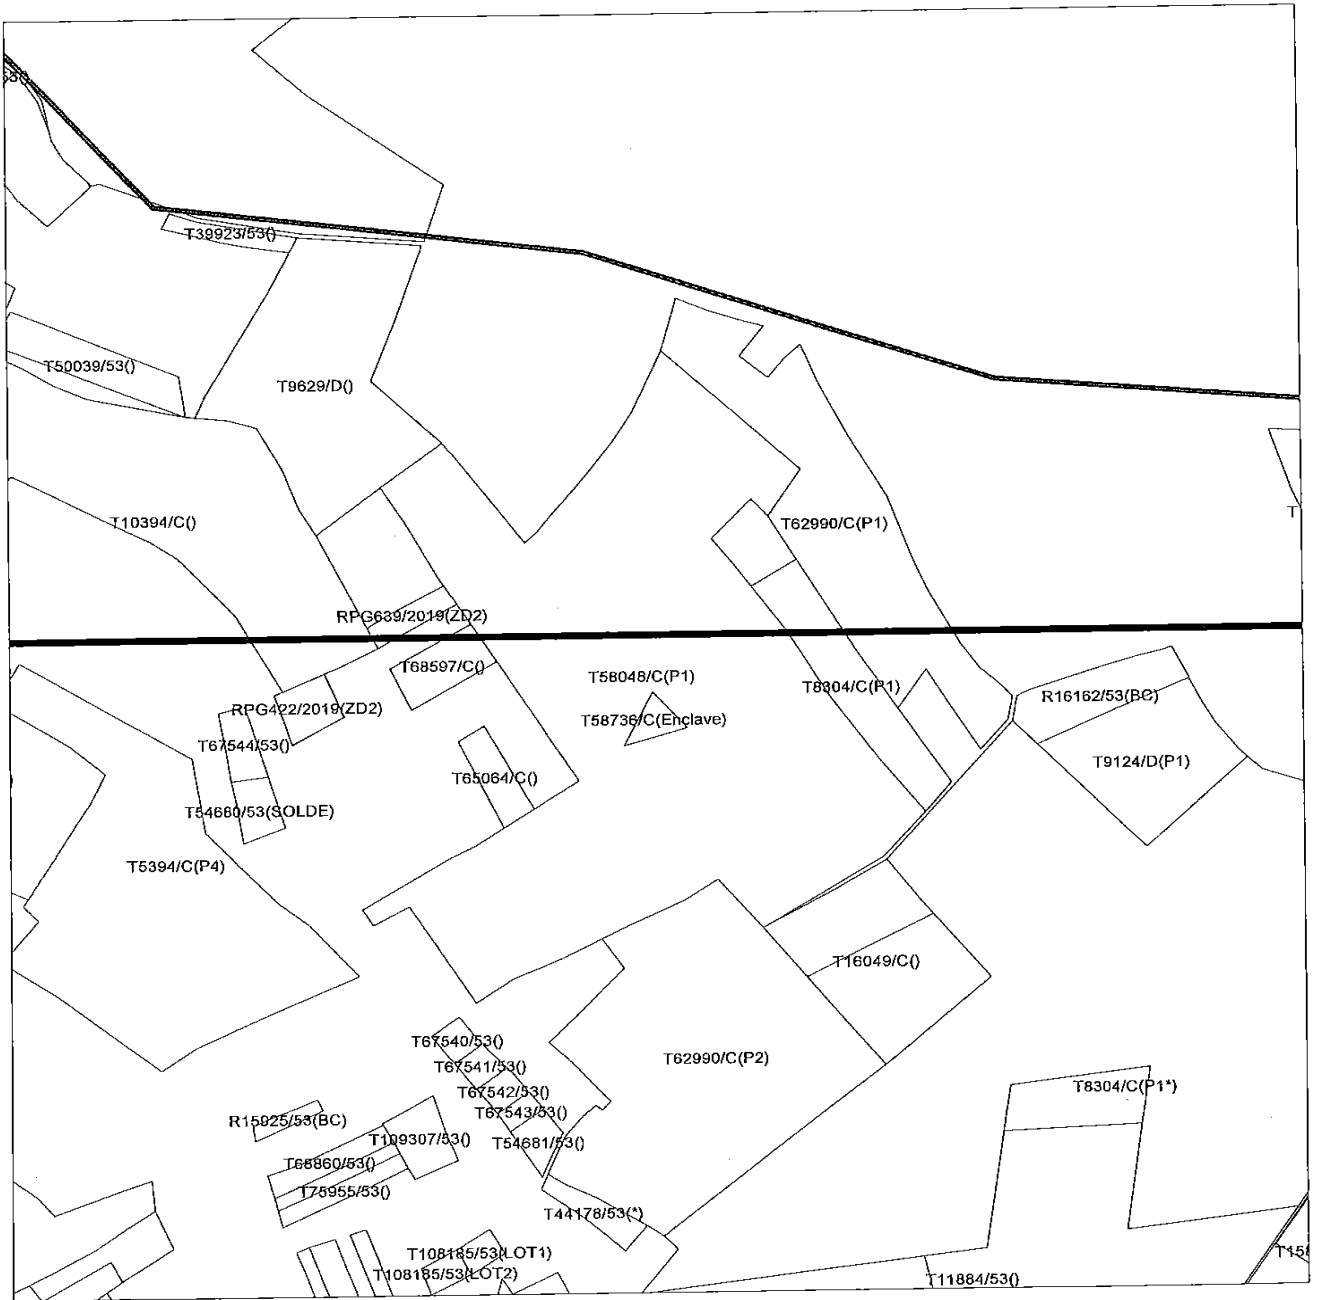 T39923/53()
T50039/53()
T9629/D()
T
T10394/C()
T62990/C(P1)
RPG639/2019(ZD2)
T68597/C()
T58048/C(P1)
T8304/C(P1)
R16162/53(BC)
RPG422/2019(ZD2)
T58736/C(Enclave)
T67544/53()
T9124/D(P1)
T65064/C()
T54680/53(SOLDE)
T5394/C(P4)
T16049/C()
T67540/53()
T62990/C(P2)
T67541/53()
T8304/C(P1*)
T67542/53()
T67543/53()
R15925/53(BC)
T109307/53()
T54681/53()
T68860/53()
T75955/53()
T44178/53(*)
T108185/53(LOT1)
T108185/53(LOT2)
T11884/53()